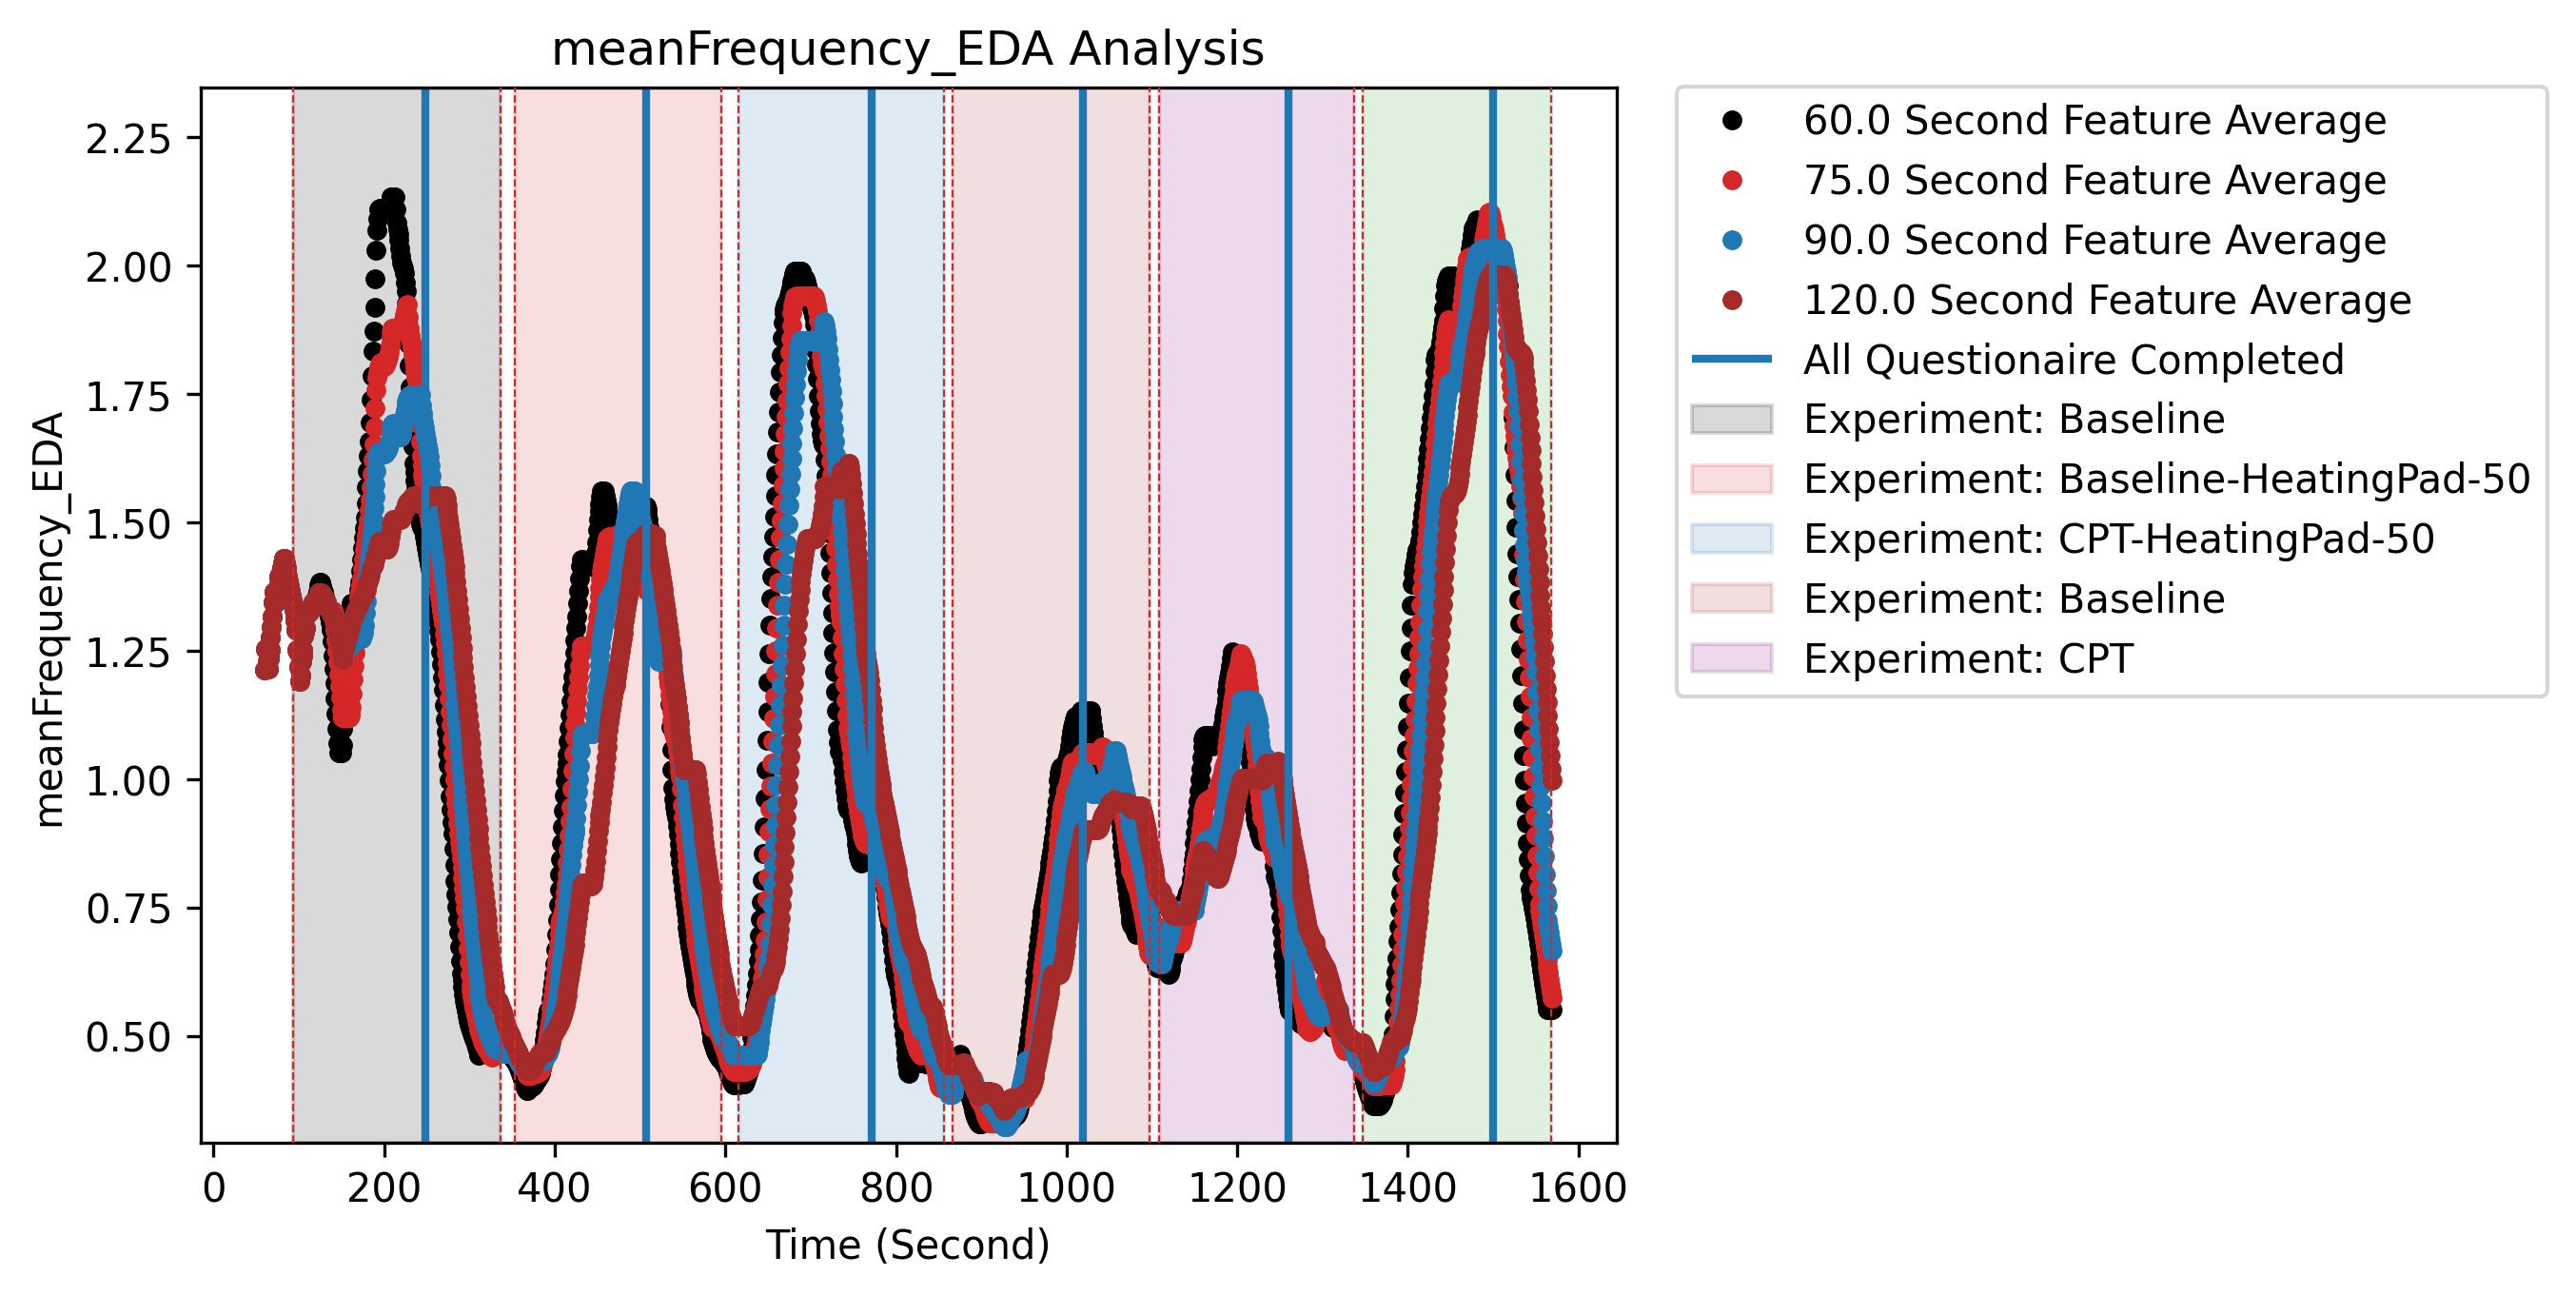 meanFrequency_EDA Analysis
meanFrequency_EDA
2.25
2.00
1.75
1.50
1.25
1.00
0.75
0.50
0 200 400 600 800 1000 1200 1400 1600
Time (Second)
60.0 Second Feature Average
75.0 Second Feature Average
90.0 Second Feature Average
120.0 Second Feature Average
All Questionaire Completed
Experiment: Baseline
Experiment: Baseline-HeatingPad-50
Experiment: CPT-HeatingPad-50
Experiment: Baseline
Experiment: CPT